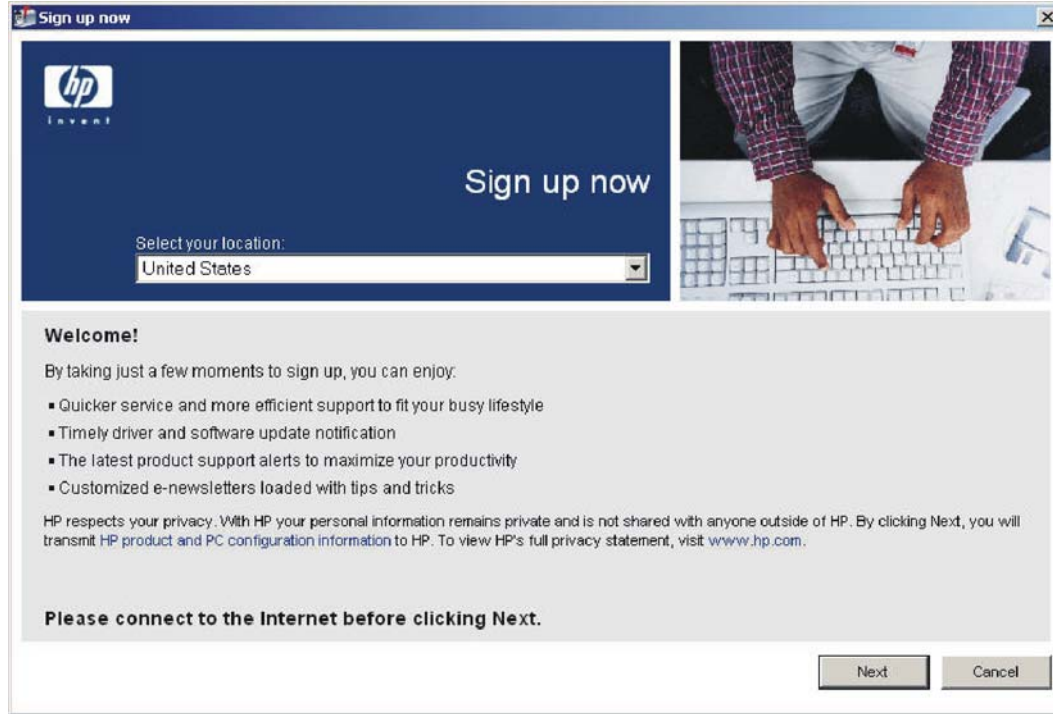 Sign up now
hp
invent
Sign up now
Select your location:
United States
Welcome!
By taking just a few moments to sign up, you can enjoy:
▪ Quicker service and more efficient support to fit your busy lifestyle
▪ Timely driver and software update notification
▪ The latest product support alerts to maximize your productivity
▪ Customized e-newsletters loaded with tips and tricks
HP respects your privacy. With HP your personal information remains private and is not shared with anyone outside of HP. By clicking Next, you will
transmit HP product and PC configuration information to HP. To view HP's full privacy statement, visit www.hp.com.
Please connect to the Internet before clicking Next.
Next
Cancel